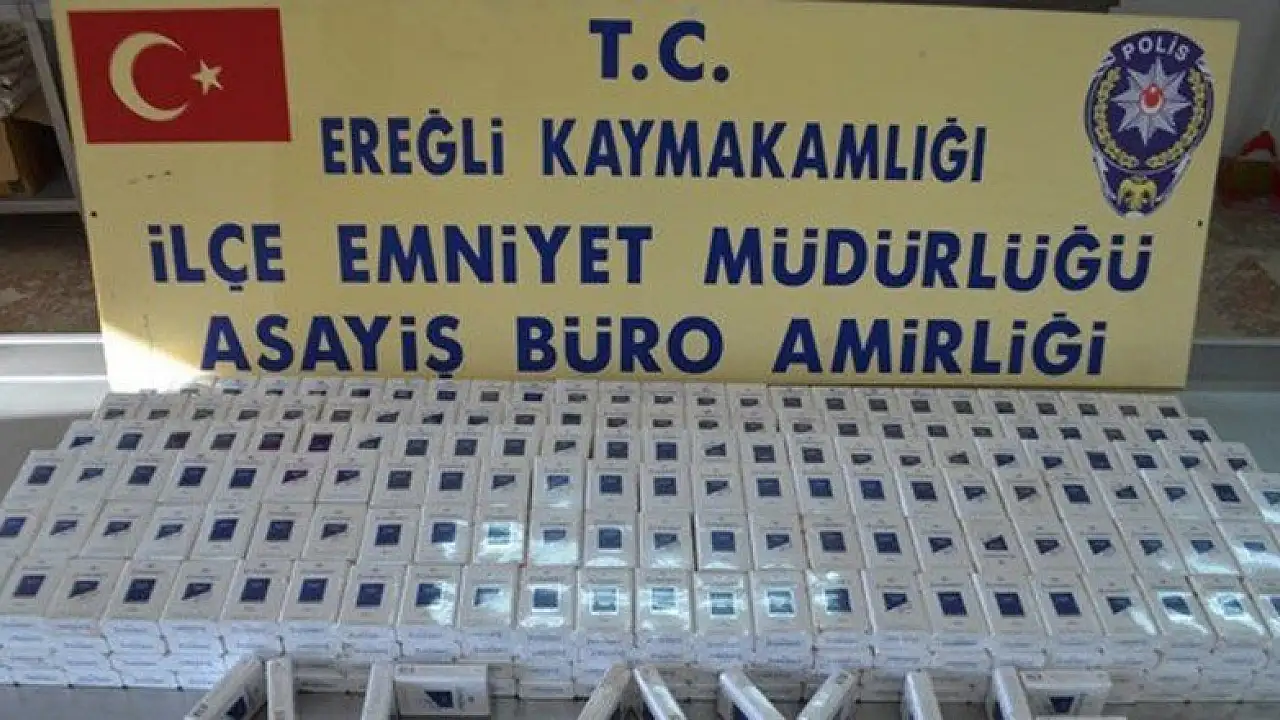 T.C.
POLİS
EREĞLİ KAYMAKAMLIĞI
İLÇE EMNİYET MÜDÜRLÜĞÜ
ASAYİŞ BÜRO AMİRLİĞİ